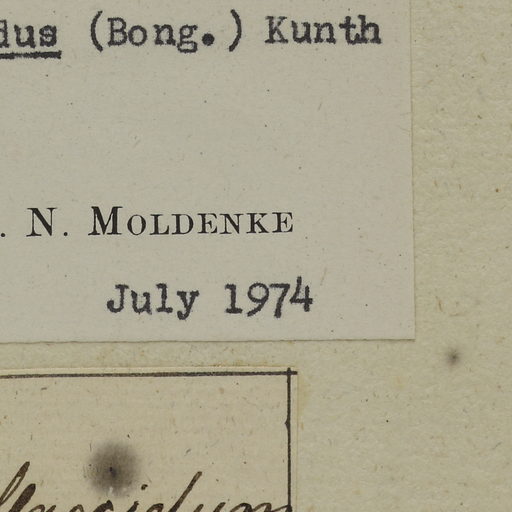 dus (Bong.) Kunth
. N. MOLDENKE
July 1974